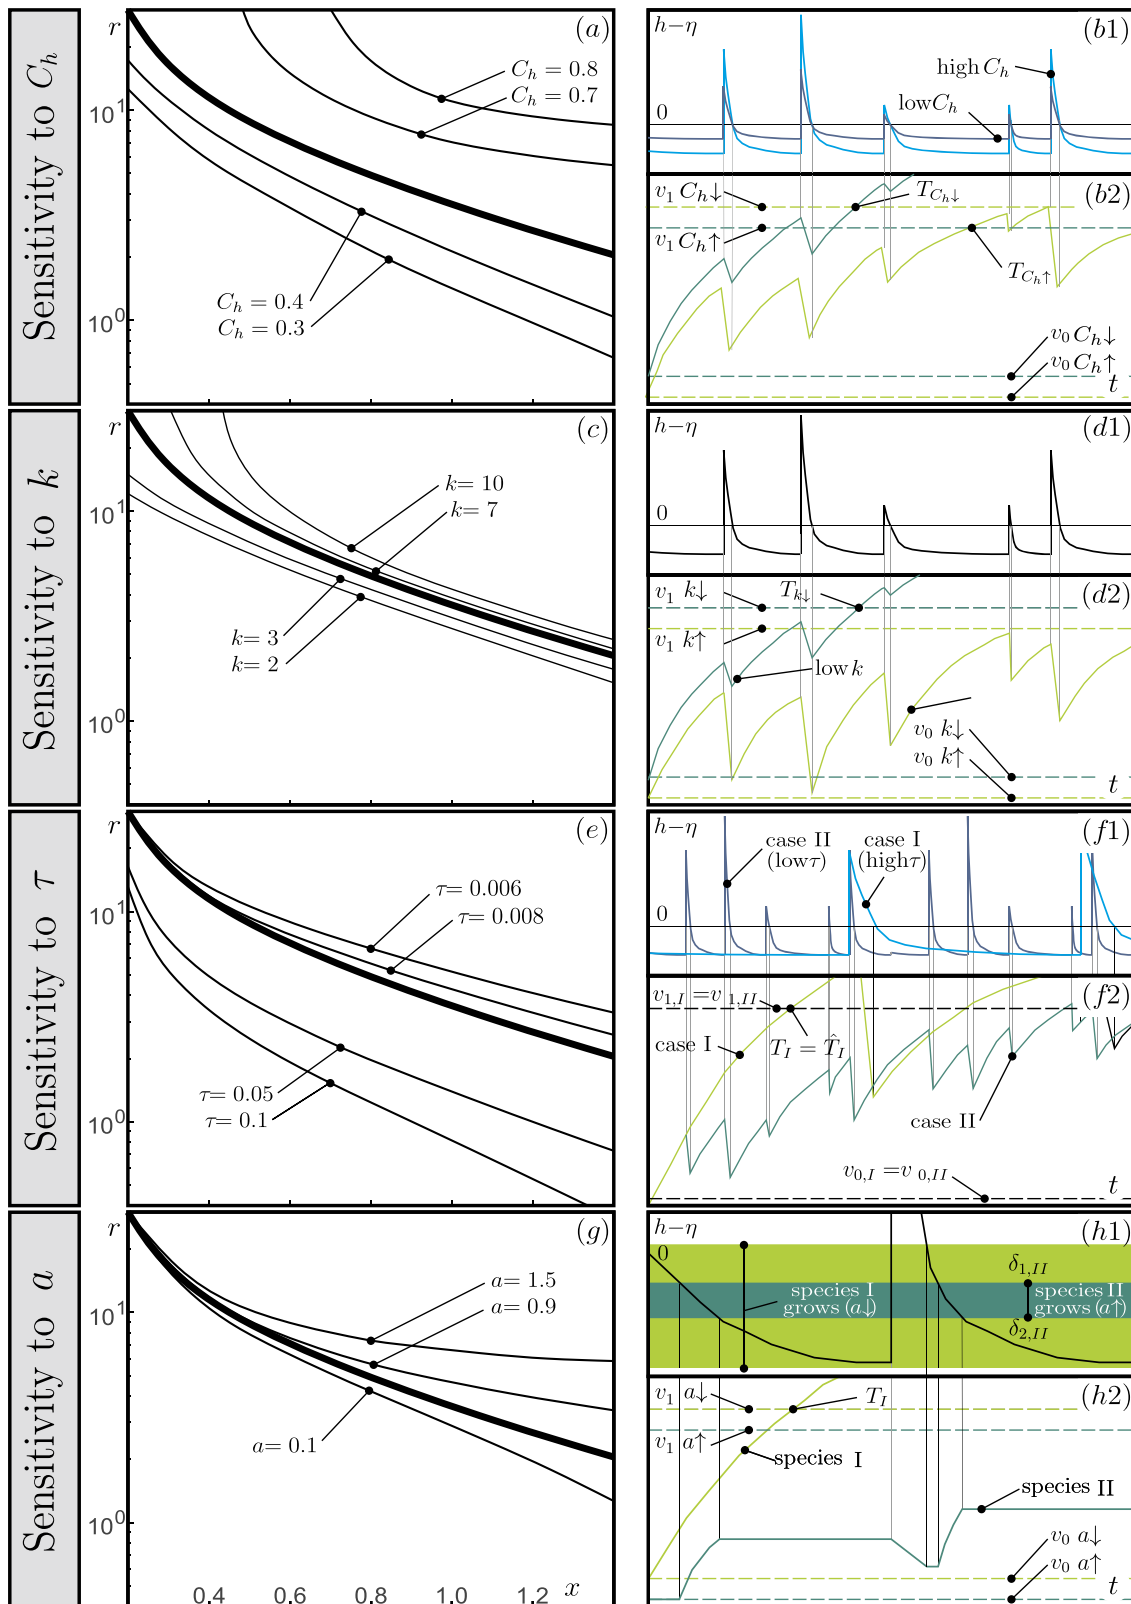 Sensitivity to C_h
r
(a)
10^1
10^0
C_h = 0.8
C_h = 0.7
C_h = 0.4
C_h = 0.3
h−η
(b1)
0
high C_h
low C_h
(b2)
v_1 C_h↓
v_1 C_h↑
T_{C_h↓}
T_{C_h↑}
v_0 C_h↓
v_0 C_h↑
t
Sensitivity to k
r
(c)
10^1
10^0
k= 10
k= 7
k= 3
k= 2
h−η
(d1)
0
(d2)
v_1 k↓
v_1 k↑
T_{k↓}
low k
v_0 k↓
v_0 k↑
t
Sensitivity to τ
r
(e)
10^1
10^0
τ= 0.006
τ= 0.008
τ= 0.05
τ= 0.1
h−η
(f1)
0
case II
(low τ)
case I
(high τ)
(f2)
v_{1,I} = v_{1,II}
case I
T_I = T̂_I
case II
v_{0,I} = v_{0,II}
t
Sensitivity to a
r
(g)
10^1
10^0
a= 1.5
a= 0.9
a= 0.1
0.4 0.6 0.8 1.0 1.2 x
h−η
(h1)
0
species I
grows (a↓)
δ_{1,II}
species II
grows (a↑)
δ_{2,II}
(h2)
v_1 a↓
v_1 a↑
T_I
species I
species II
v_0 a↓
v_0 a↑
t